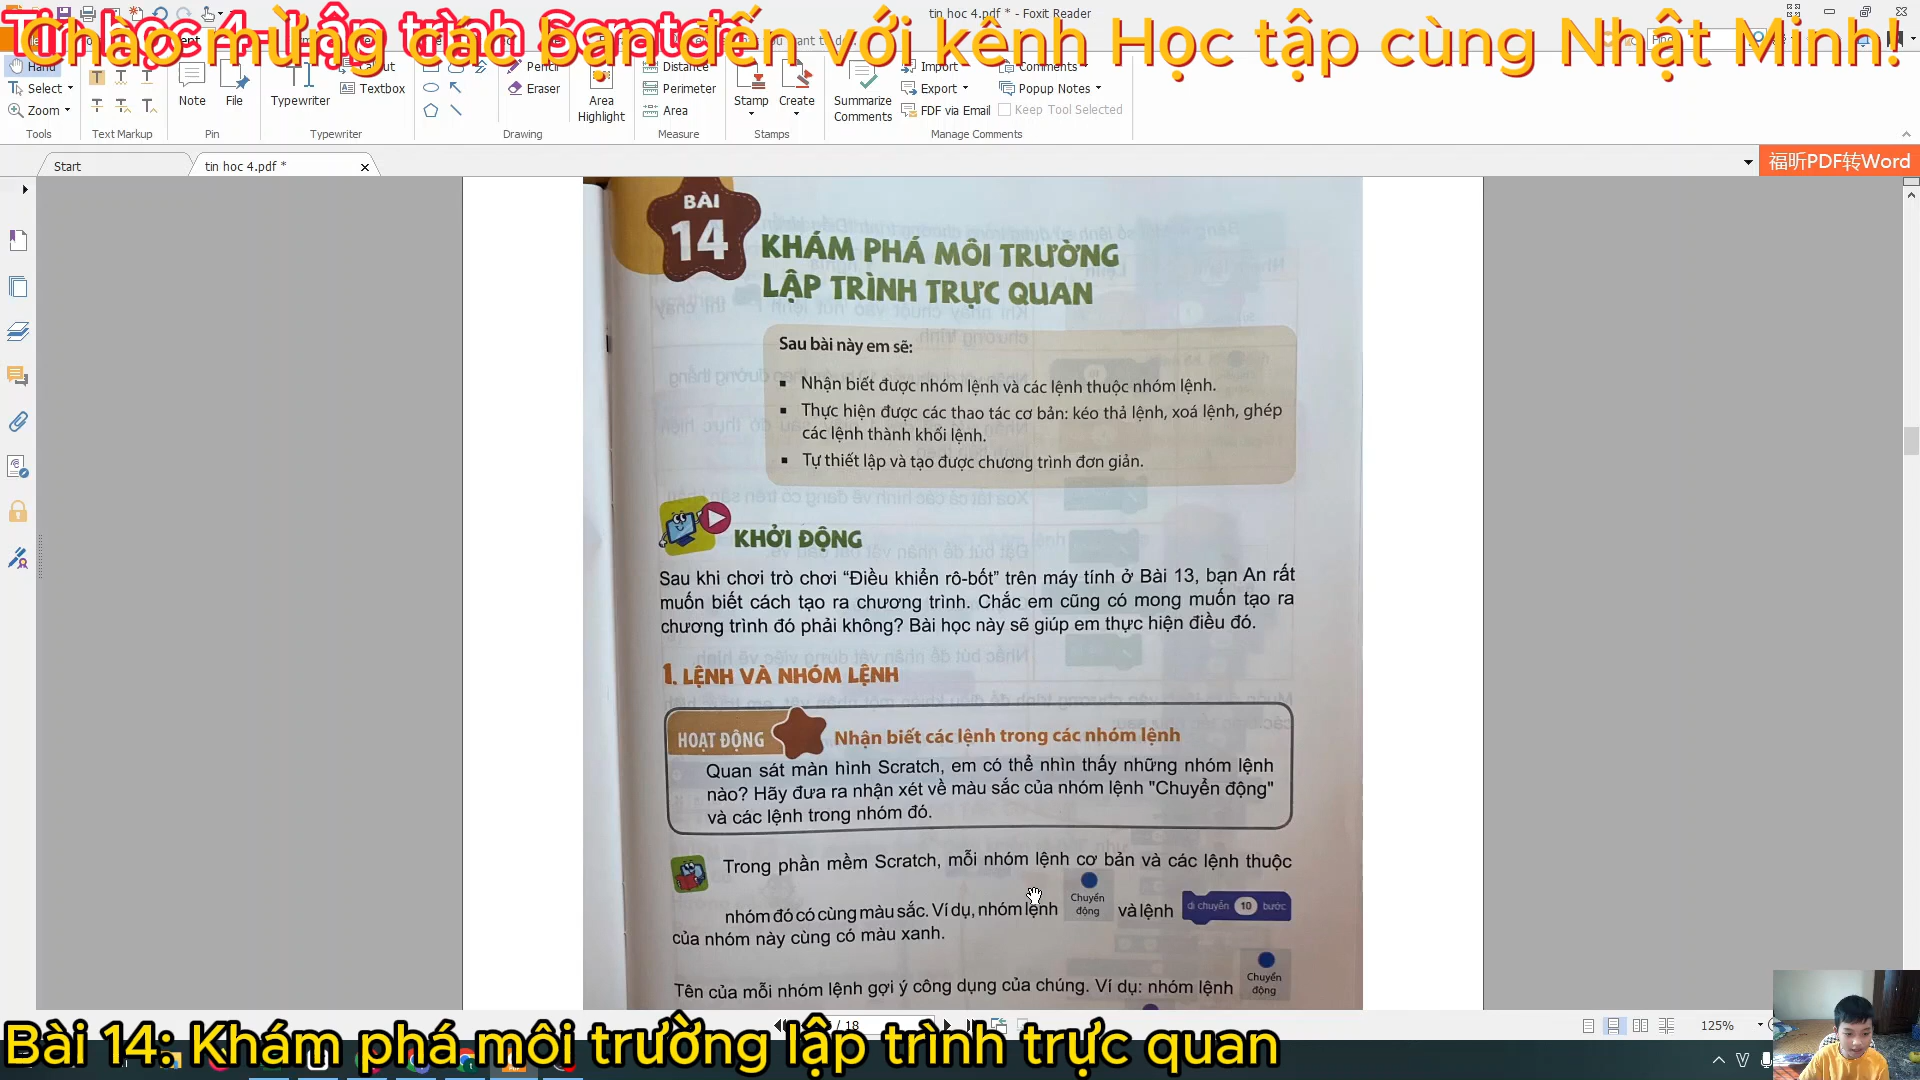 Tin học 4
Chào mừng các bạn đến với kênh Học tập cùng Nhật Minh!
tin hoc 4.pdf * - Foxit Reader
Hand
Select
Zoom
Tools
Text Markup
Note
File
Pin
Typewriter
Textbox
Typewriter
Pencil
Eraser
Drawing
Area
Highlight
Distance
Perimeter
Area
Measure
Stamp
Create
Stamps
Summarize
Comments
Import
Export
FDF via Email
Comments
Popup Notes
Keep Tool Selected
Manage Comments
Start
tin hoc 4.pdf *
福昕PDF转Word
BÀI
14
KHÁM PHÁ MÔI TRƯỜNG
LẬP TRÌNH TRỰC QUAN
Sau bài này em sẽ:
▪ Nhận biết được nhóm lệnh và các lệnh thuộc nhóm lệnh.
▪ Thực hiện được các thao tác cơ bản: kéo thả lệnh, xoá lệnh, ghép
các lệnh thành khối lệnh.
▪ Tự thiết lập và tạo được chương trình đơn giản.
KHỞI ĐỘNG
Sau khi chơi trò chơi “Điều khiển rô-bốt” trên máy tính ở Bài 13, bạn An rất
muốn biết cách tạo ra chương trình. Chắc em cũng có mong muốn tạo ra
chương trình đó phải không? Bài học này sẽ giúp em thực hiện điều đó.
1. LỆNH VÀ NHÓM LỆNH
HOẠT ĐỘNG
Nhận biết các lệnh trong các nhóm lệnh
Quan sát màn hình Scratch, em có thể nhìn thấy những nhóm lệnh
nào? Hãy đưa ra nhận xét về màu sắc của nhóm lệnh "Chuyển động"
và các lệnh trong nhóm đó.
Trong phần mềm Scratch, mỗi nhóm lệnh cơ bản và các lệnh thuộc
nhóm đó có cùng màu sắc. Ví dụ, nhóm lệnh Chuyển động và lệnh di chuyển 10 bước
của nhóm này cùng có màu xanh.
Tên của mỗi nhóm lệnh gợi ý công dụng của chúng. Ví dụ: nhóm lệnh Chuyển động
/ 18
125%
Bài 14: Khám phá môi trường lập trình trực quan